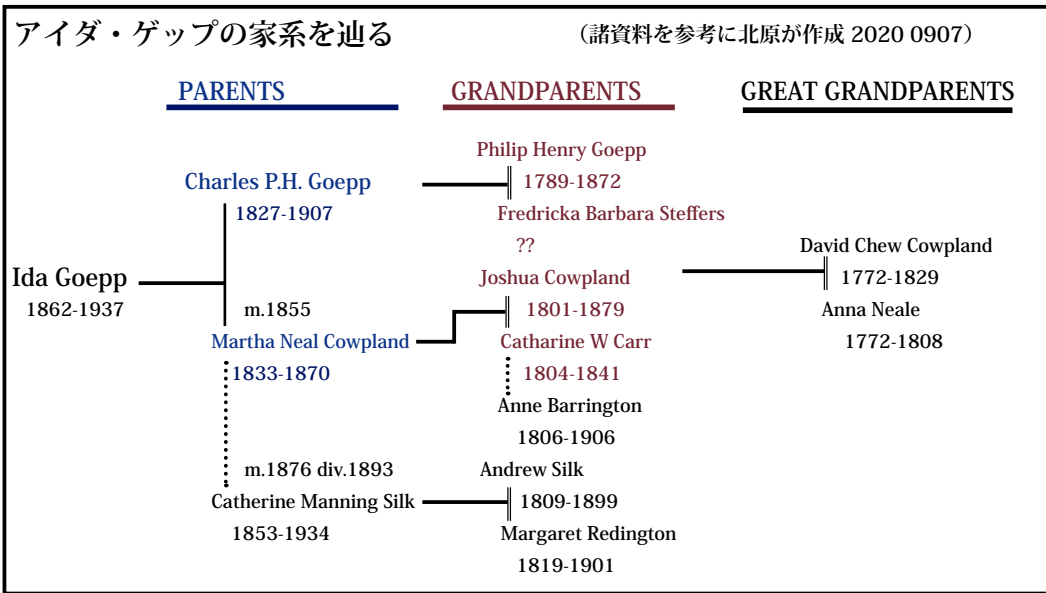 アイダ・ゲップの家系を辿る
（諸資料を参考に北原が作成 2020 0907）
PARENTS
GRANDPARENTS
GREAT GRANDPARENTS
Philip Henry Goepp
1789-1872
Fredricka Barbara Steffers
??
Charles P.H. Goepp
1827-1907
Ida Goepp
1862-1937
m.1855
Martha Neal Cowpland
1833-1870
Joshua Cowpland
1801-1879
Catharine W Carr
1804-1841
Anne Barrington
1806-1906
David Chew Cowpland
1772-1829
Anna Neale
1772-1808
m.1876 div.1893
Catherine Manning Silk
1853-1934
Andrew Silk
1809-1899
Margaret Redington
1819-1901